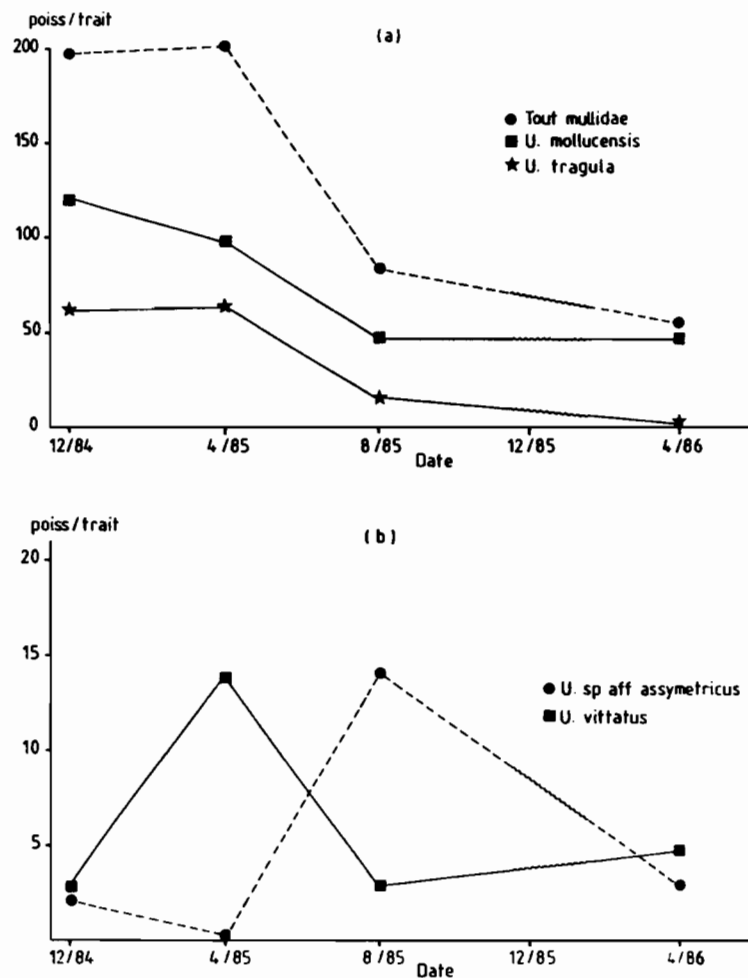 poiss/trait
(a)
200
150
100
50
0
● Tout mullidae
■ U. mollucensis
★ U. tragula
12/84 4/85 8/85 12/85 4/86
Date
poiss/trait
(b)
20
15
10
5
● U. sp aff assymetricus
■ U. vittatus
12/84 4/85 8/85 12/85 4/86
Date